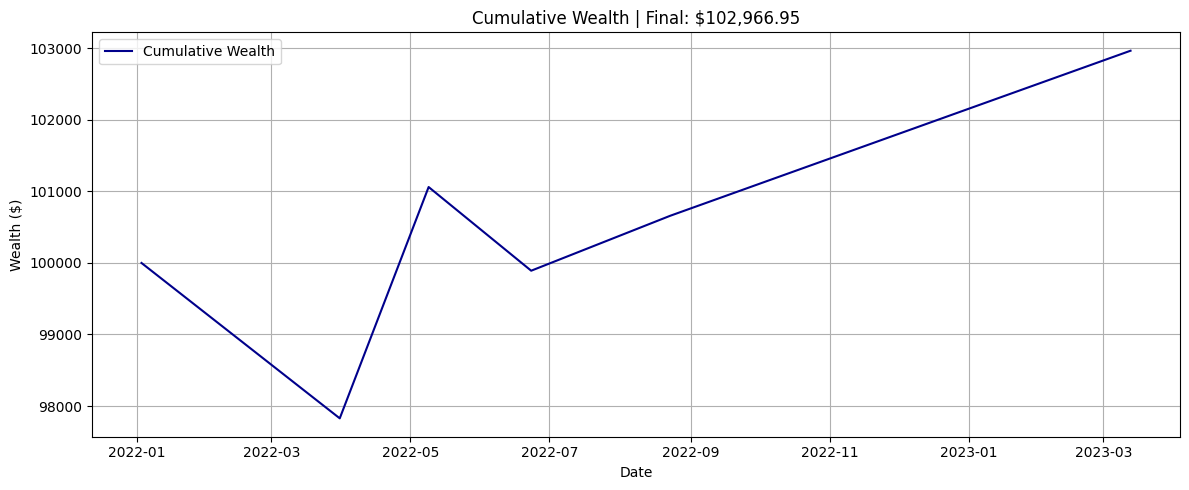 Cumulative Wealth | Final: $102,966.95
Cumulative Wealth
103000
102000
101000
100000
99000
98000
Wealth ($)
2022-01 2022-03 2022-05 2022-07 2022-09 2022-11 2023-01 2023-03
Date